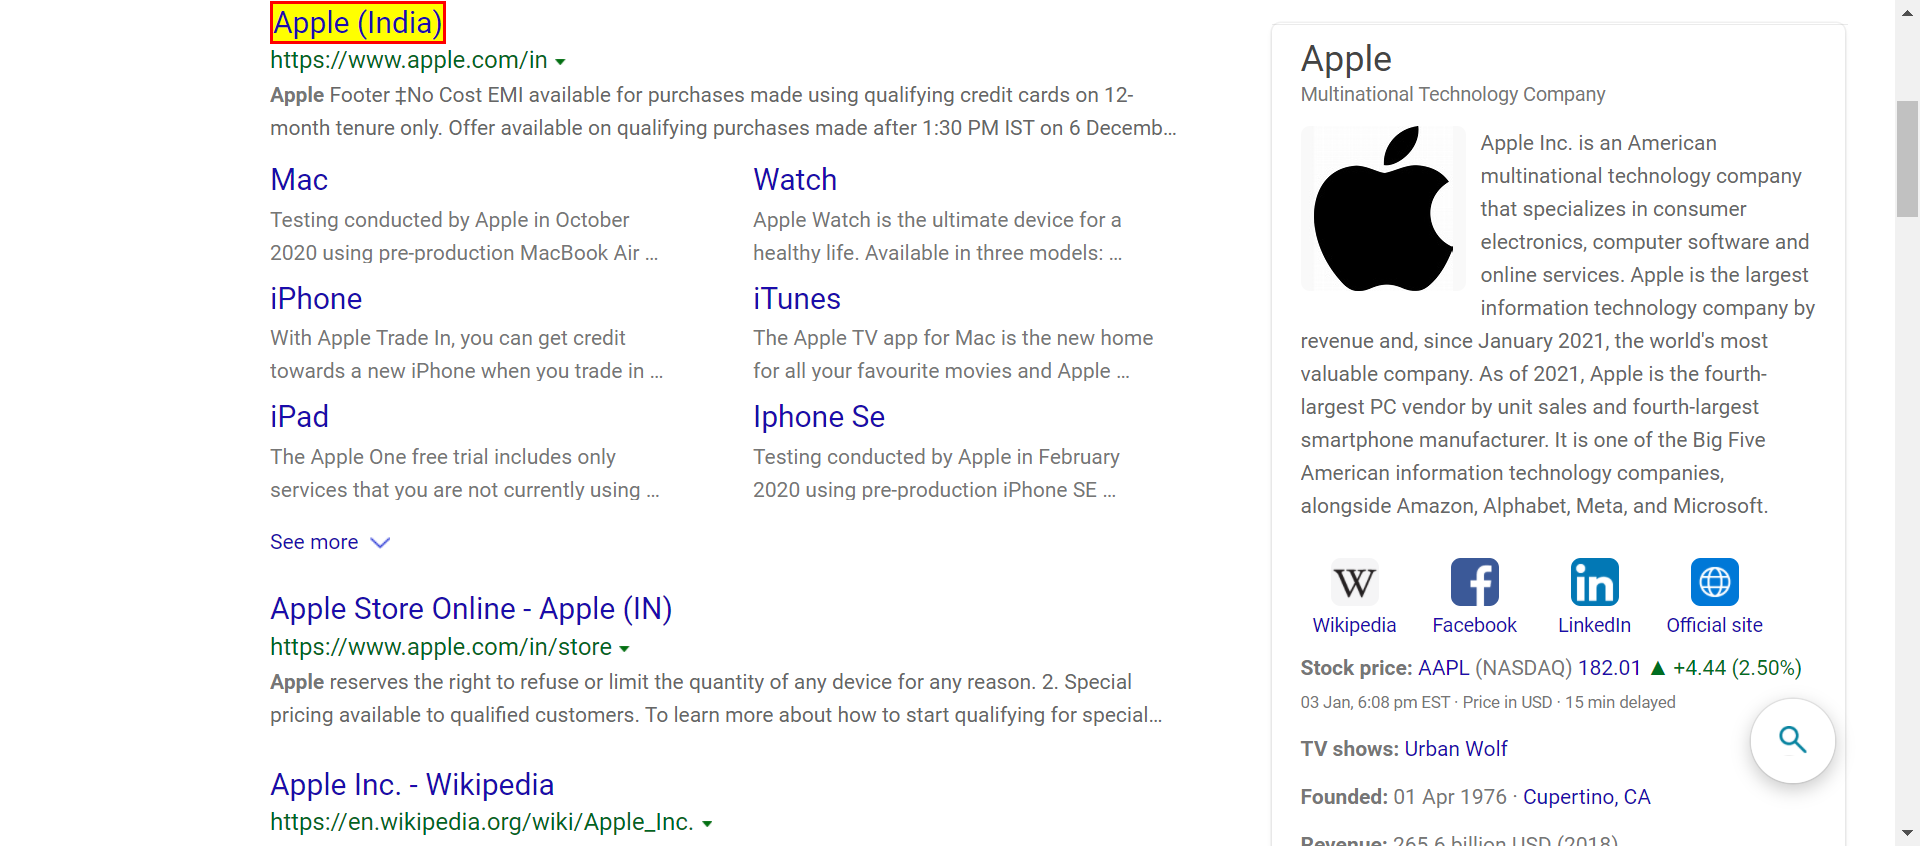 Apple (India)
https://www.apple.com/in
Apple Footer ‡No Cost EMI available for purchases made using qualifying credit cards on 12-
month tenure only. Offer available on qualifying purchases made after 1:30 PM IST on 6 Decemb...
Mac
Testing conducted by Apple in October
2020 using pre-production MacBook Air ...
Watch
Apple Watch is the ultimate device for a
healthy life. Available in three models: ...
iPhone
With Apple Trade In, you can get credit
towards a new iPhone when you trade in ...
iTunes
The Apple TV app for Mac is the new home
for all your favourite movies and Apple ...
iPad
The Apple One free trial includes only
services that you are not currently using ...
Iphone Se
Testing conducted by Apple in February
2020 using pre-production iPhone SE ...
See more
Apple Store Online - Apple (IN)
https://www.apple.com/in/store
Apple reserves the right to refuse or limit the quantity of any device for any reason. 2. Special
pricing available to qualified customers. To learn more about how to start qualifying for special...
Apple Inc. - Wikipedia
https://en.wikipedia.org/wiki/Apple_Inc.
Apple
Multinational Technology Company
Apple Inc. is an American
multinational technology company
that specializes in consumer
electronics, computer software and
online services. Apple is the largest
information technology company by
revenue and, since January 2021, the world's most
valuable company. As of 2021, Apple is the fourth-
largest PC vendor by unit sales and fourth-largest
smartphone manufacturer. It is one of the Big Five
American information technology companies,
alongside Amazon, Alphabet, Meta, and Microsoft.
W
Wikipedia
f
Facebook
in
LinkedIn
Official site
Stock price: AAPL (NASDAQ) 182.01 ▲ +4.44 (2.50%)
03 Jan, 6:08 pm EST · Price in USD · 15 min delayed
TV shows: Urban Wolf
Founded: 01 Apr 1976 · Cupertino, CA
Revenue: 265.6 billion USD (2018)